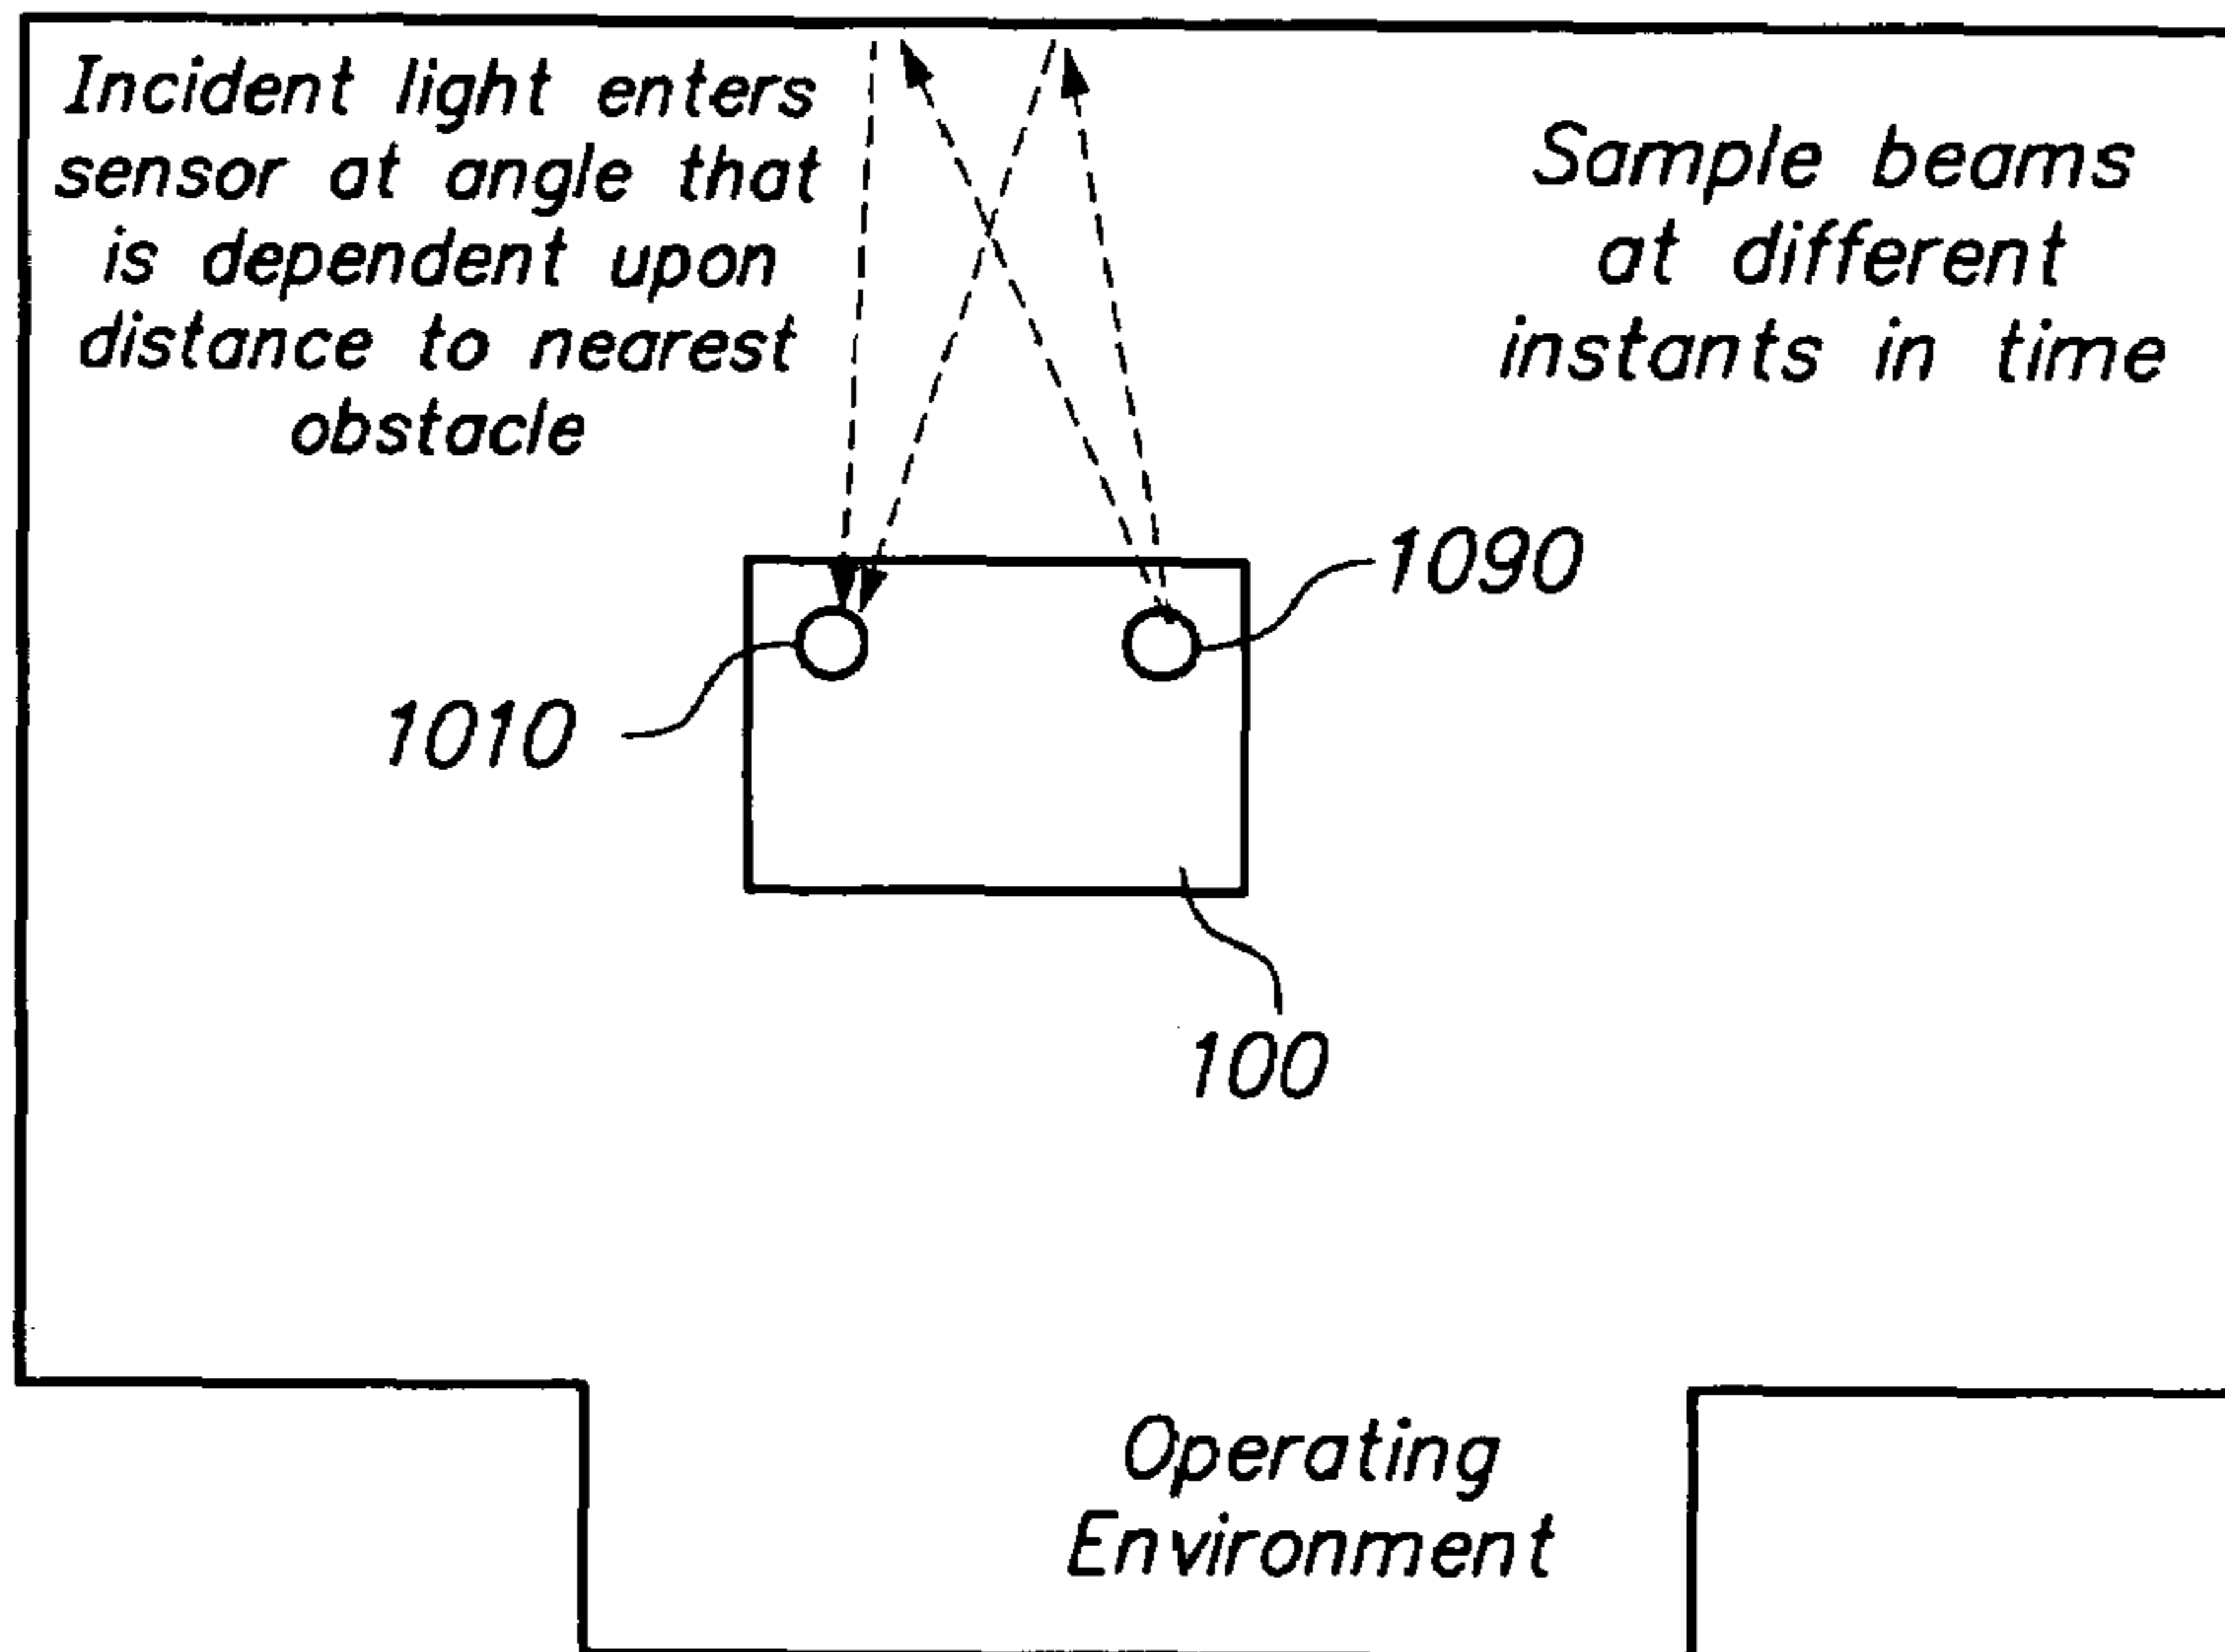 Incident light enters
sensor at angle that
is dependent upon
distance to nearest
obstacle
Sample beams
at different
instants in time
1090
1010
100
Operating
Environment